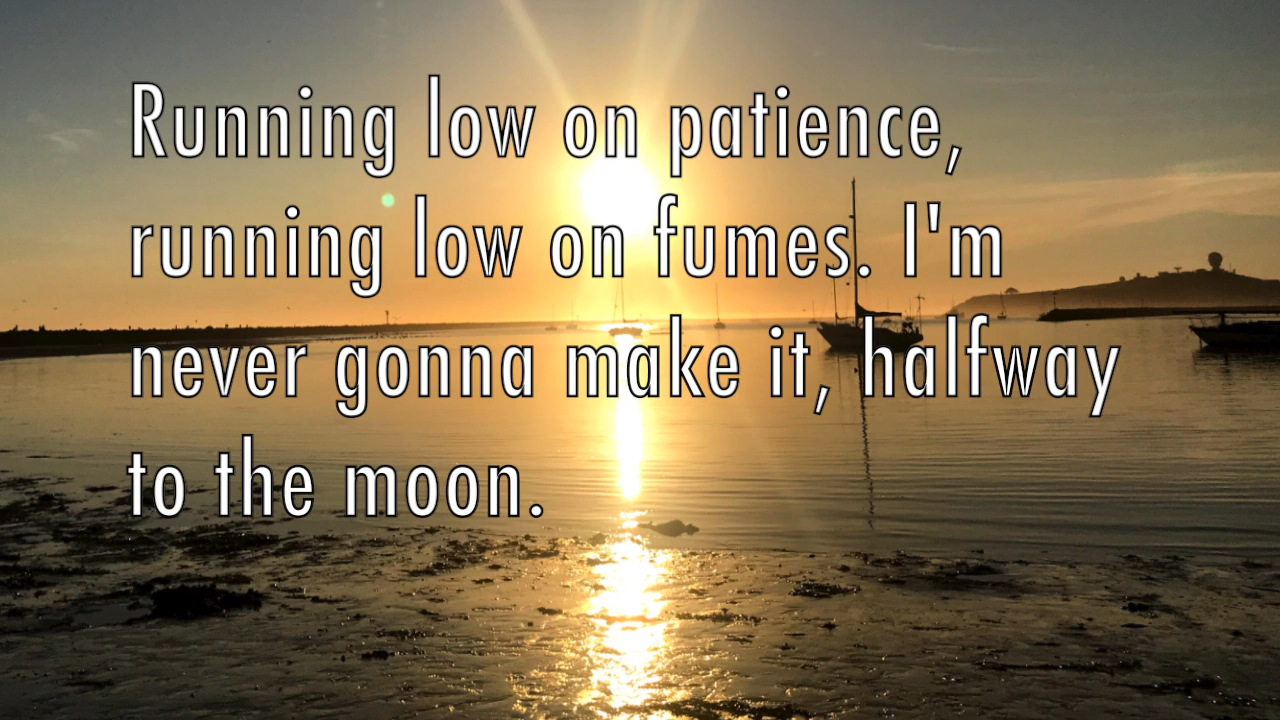 Running low on patience,
running low on fumes. I'm
never gonna make it, halfway
to the moon.